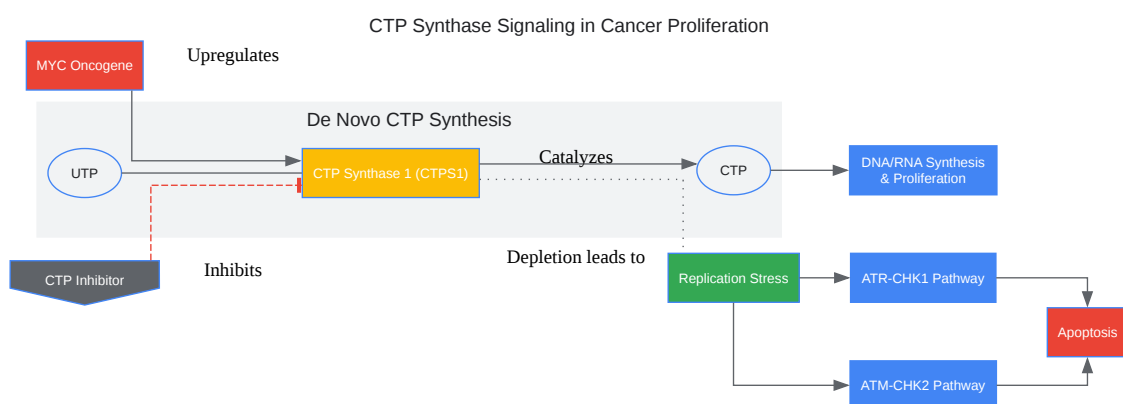 CTP Synthase Signaling in Cancer Proliferation
MYC Oncogene
Upregulates
De Novo CTP Synthesis
UTP
CTP Synthase 1 (CTPS1)
Catalyzes
CTP
DNA/RNA Synthesis
& Proliferation
CTP Inhibitor
Inhibits
Depletion leads to
Replication Stress
ATR-CHK1 Pathway
Apoptosis
ATM-CHK2 Pathway